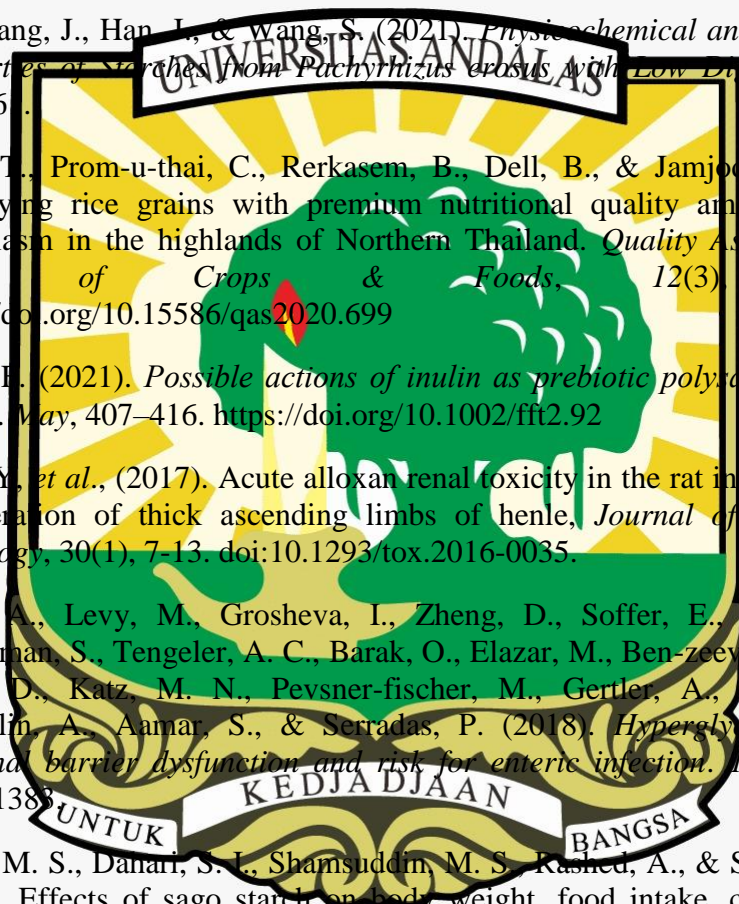 ang, J., Han, J., & Wang, S. (2021). Physicochemical an
UNIVERSITAS ANDALAS
rties of Starches from Pachyrhizus erosus with Low Di
T., Prom-u-thai, C., Rerkasem, B., Dell, B., & Jamjo
ying rice grains with premium nutritional quality am
asm in the highlands of Northern Thailand. Quality As
of Crops & Foods, 12(3),
/doi.org/10.15586/qas2020.699
(2021). Possible actions of inulin as prebiotic polysa
May, 407–416. https://doi.org/10.1002/fft2.92
Y, et al., (2017). Acute alloxan renal toxicity in the rat in
eration of thick ascending limbs of henle, Journal of
ogy, 30(1), 7-13. doi:10.1293/tox.2016-0035.
A., Levy, M., Grosheva, I., Zheng, D., Soffer, E.,
man, S., Tengeler, A. C., Barak, O., Elazar, M., Ben-zeev
D., Katz, M. N., Pevsner-fischer, M., Gertler, A.,
lin, A., Aamar, S., & Serradas, P. (2018). Hypergly
nal barrier dysfunction and risk for enteric infection.
1383.
KEDJADJAAN
UNTUK
BANGSA
M. S., Dahari, S. I., Shamsuddin, M. S., Rashed, A., & S
Effects of sago starch on body weight, food intake,